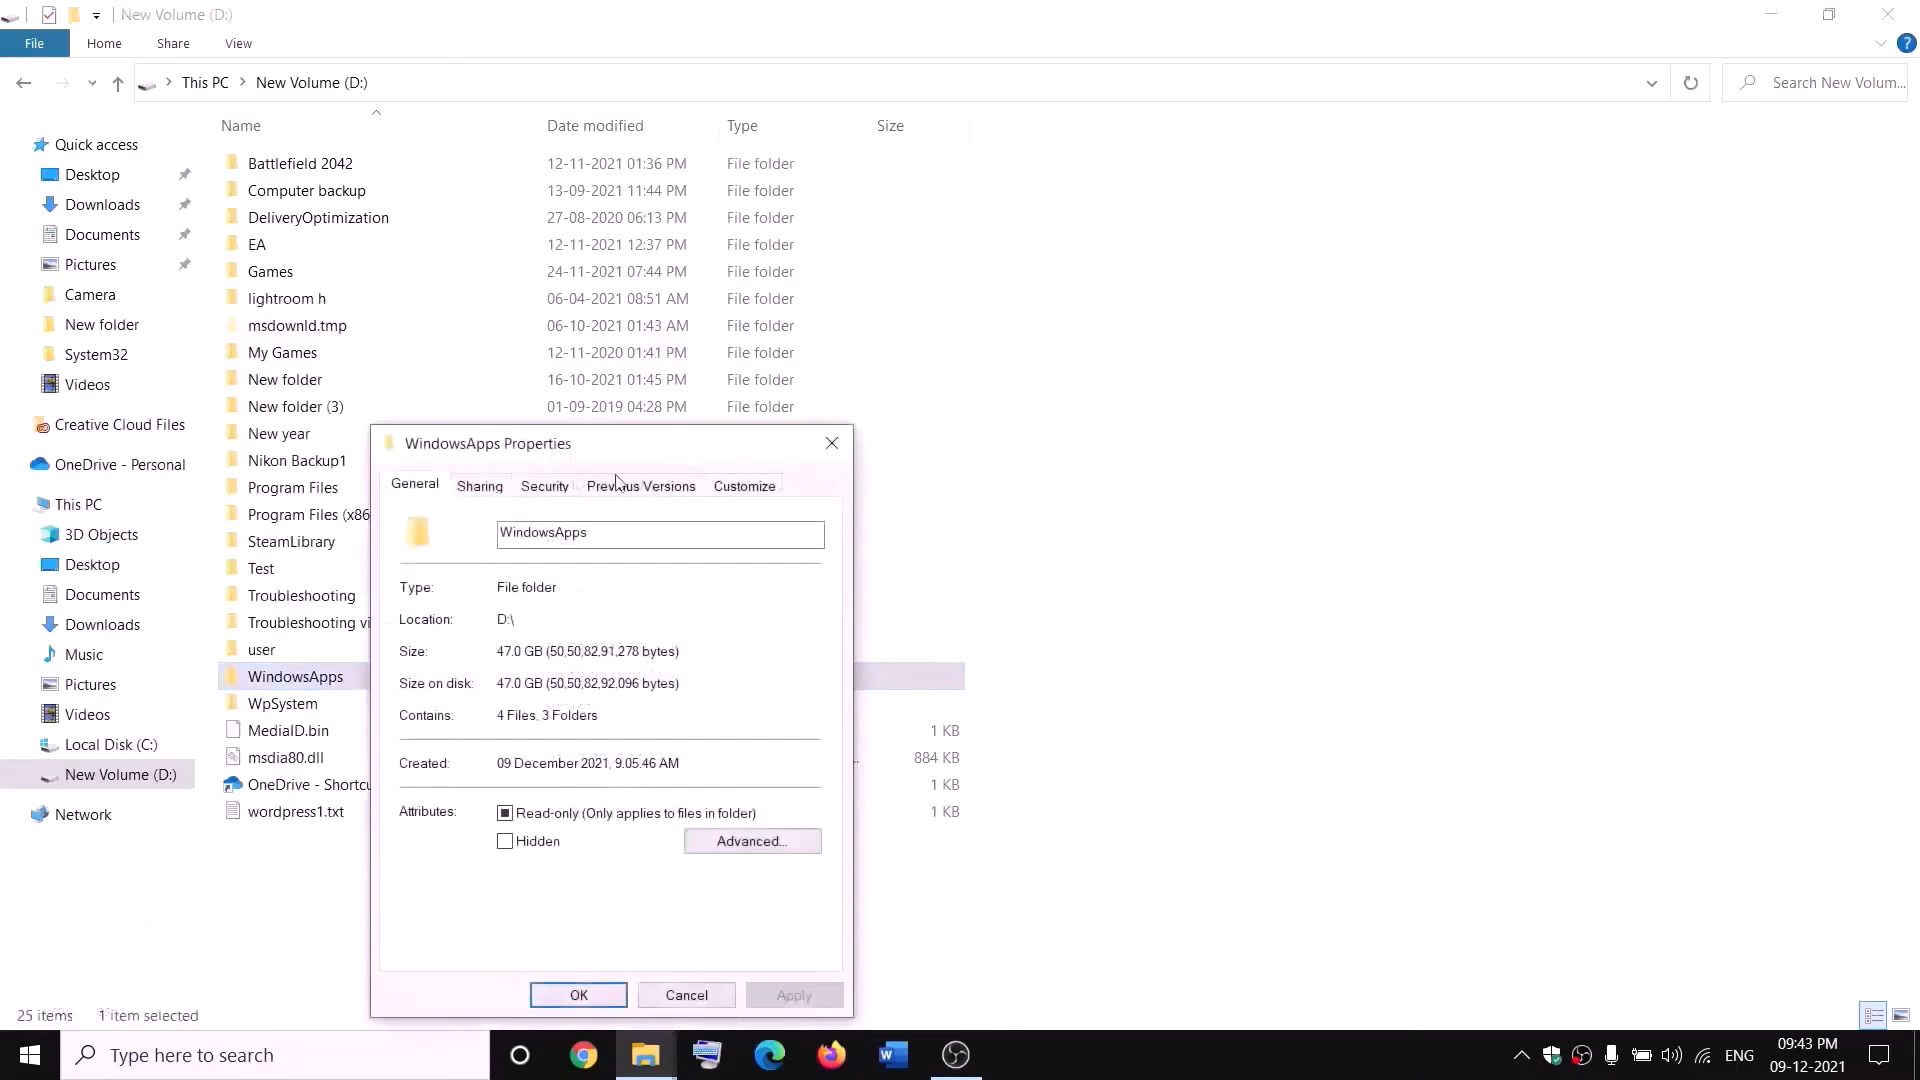 New Volume (D:)
File Home Share View
This PC New Volume (D:) Search New Volum...
Name Date modified Type Size
Quick access
Desktop
Downloads
Documents
Pictures
Camera
New folder
System32
Videos
Creative Cloud Files
OneDrive - Personal
This PC
3D Objects
Desktop
Documents
Downloads
Music
Pictures
Videos
Local Disk (C:)
New Volume (D:)
Network
Battlefield 2042 12-11-2021 01:36 PM File folder
Computer backup 13-09-2021 11:44 PM File folder
DeliveryOptimization 27-08-2020 06:13 PM File folder
EA 12-11-2021 12:37 PM File folder
Games 24-11-2021 07:44 PM File folder
lightroom h 06-04-2021 08:51 AM File folder
msdownld.tmp 06-10-2021 01:43 AM File folder
My Games 12-11-2020 01:41 PM File folder
New folder 16-10-2021 01:45 PM File folder
New folder (3) 01-09-2019 04:28 PM File folder
New year
Nikon Backup1
Program Files
Program Files (x86
SteamLibrary
Test
Troubleshooting
Troubleshooting vi
user
WindowsApps
WpSystem
MediaID.bin 1 KB
msdia80.dll ... 884 KB
OneDrive - Shortcu 1 KB
wordpress1.txt 1 KB
WindowsApps Properties
General Sharing Security Previous Versions Customize
WindowsApps
Type: File folder
Location: D:\
Size: 47.0 GB (50,50,82,91,278 bytes)
Size on disk: 47.0 GB (50,50,82,92,096 bytes)
Contains: 4 Files, 3 Folders
Created: 09 December 2021, 9.05.46 AM
Attributes: Read-only (Only applies to files in folder)
Hidden Advanced...
OK Cancel Apply
25 items 1 item selected
Type here to search
ENG
09:43 PM
09-12-2021